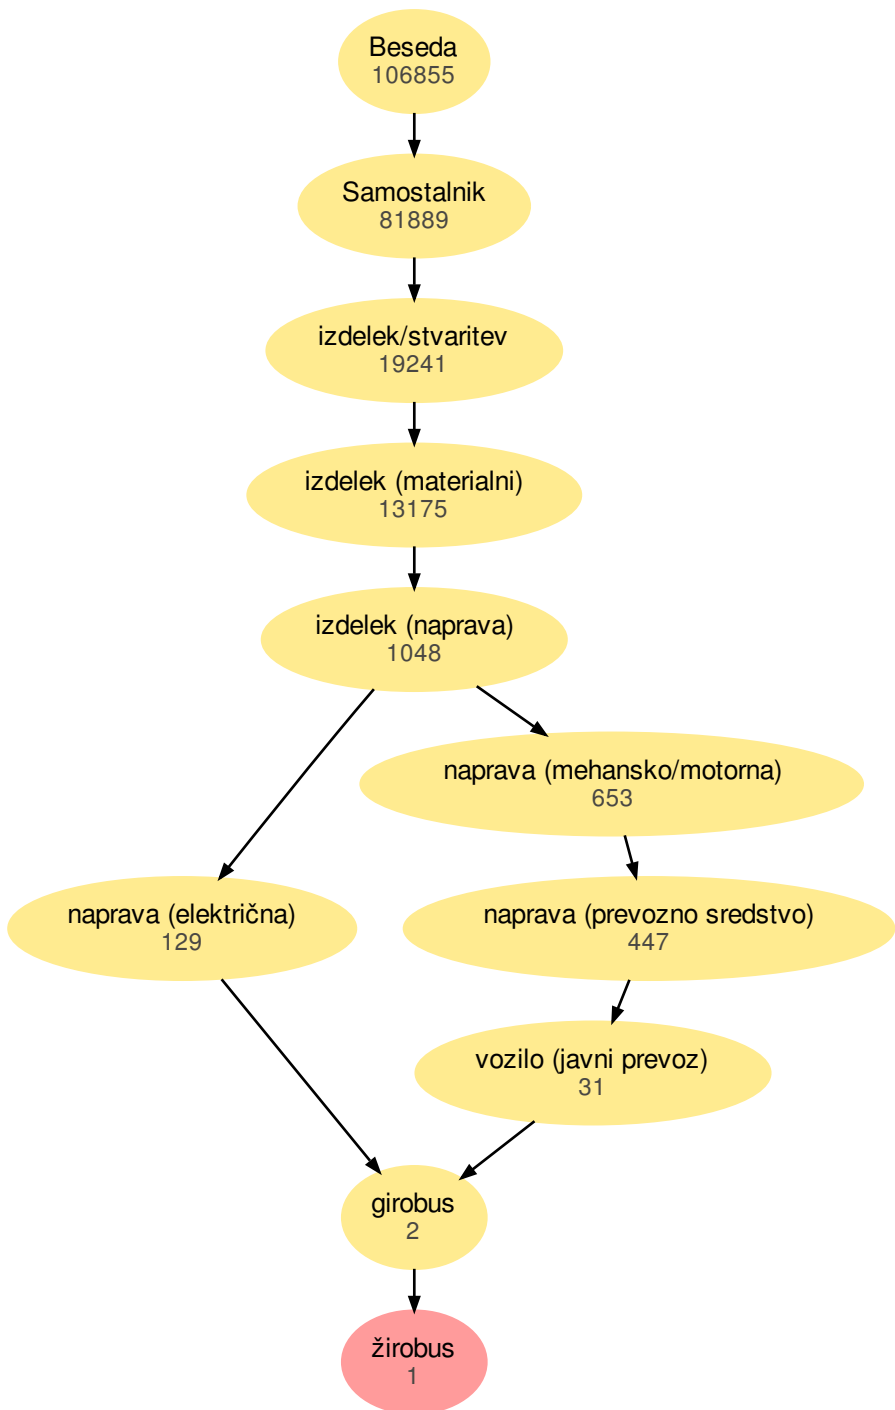 Beseda
106855
Samostalnik
81889
izdelek/stvaritev
19241
izdelek (materialni)
13175
izdelek (naprava)
1048
naprava (mehansko/motorna)
653
naprava (električna)
129
naprava (prevozno sredstvo)
447
vozilo (javni prevoz)
31
girobus
2
žirobus
1